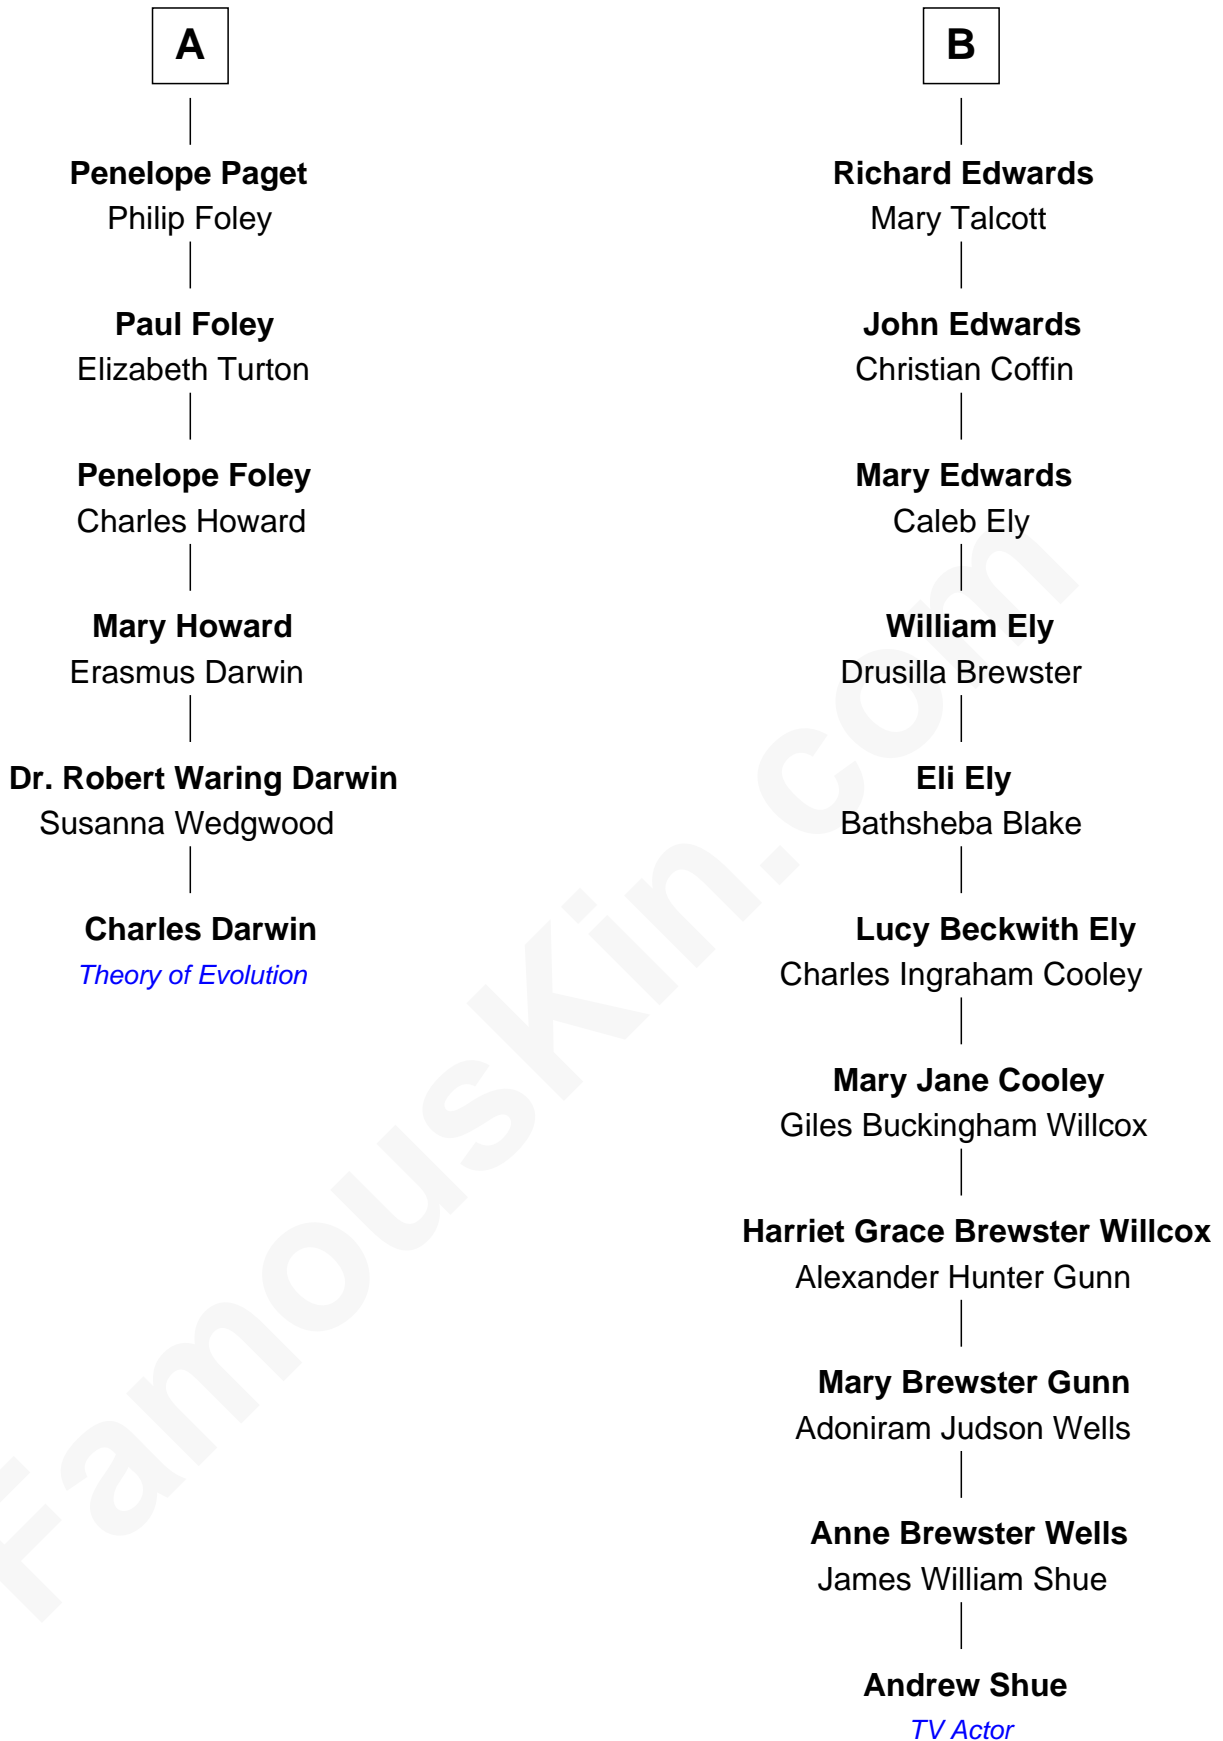 A
Penelope Paget
Philip Foley
Paul Foley
Elizabeth Turton
Penelope Foley
Charles Howard
Mary Howard
Erasmus Darwin
Dr. Robert Waring Darwin
Susanna Wedgwood
Charles Darwin
Theory of Evolution
B
Richard Edwards
Mary Talcott
John Edwards
Christian Coffin
Mary Edwards
Caleb Ely
William Ely
Drusilla Brewster
Eli Ely
Bathsheba Blake
Lucy Beckwith Ely
Charles Ingraham Cooley
Mary Jane Cooley
Giles Buckingham Willcox
Harriet Grace Brewster Willcox
Alexander Hunter Gunn
Mary Brewster Gunn
Adoniram Judson Wells
Anne Brewster Wells
James William Shue
Andrew Shue
TV Actor
FamousKin.com